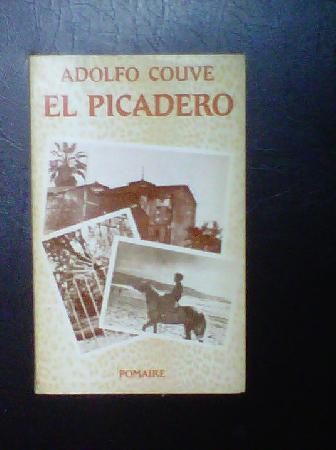 ADOLFO COUVE
EL PICADERO
POMAIRE